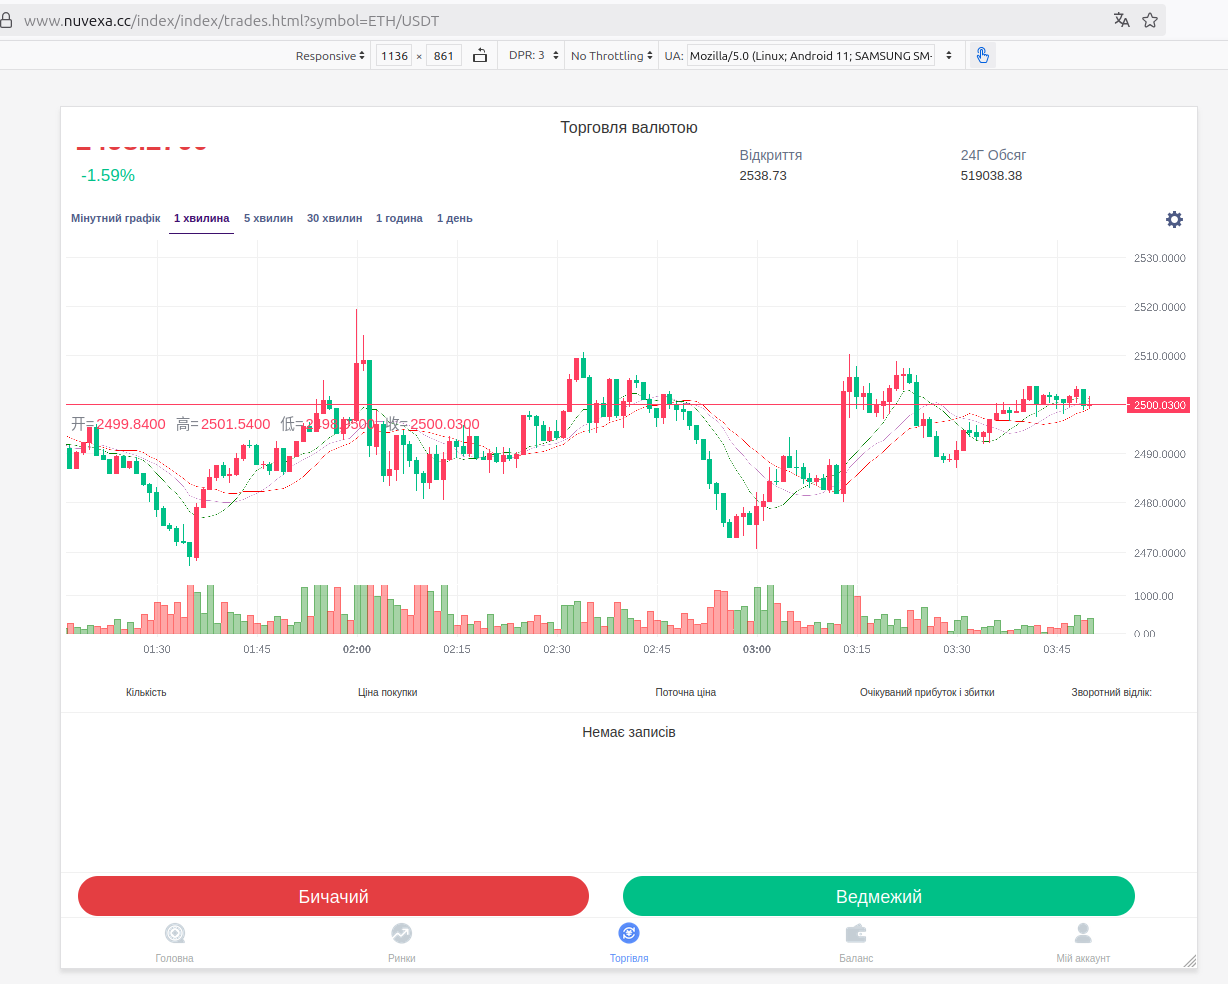 www.nuvexa.cc/index/index/trades.html?symbol=ETH/USDT
Responsive 1136 × 861 DPR: 3 No Throttling UA: Mozilla/5.0 (Linux; Android 11; SAMSUNG SM-
Торговля валютою
Відкриття 24Г Обсяг
-1.59% 2538.73 519038.38
Мінутний графік 1 хвилина 5 хвилин 30 хвилин 1 година 1 день
2530.0000
2520.0000
2510.0000
2500.0300
开=2499.8400 高=2501.5400 低=2498.9500 收=2500.0300
2490.0000
2480.0000
2470.0000
1000.00
0.00
01:30 01:45 02:00 02:15 02:30 02:45 03:00 03:15 03:30 03:45
Кількість Ціна покупки Поточна ціна Очікуваний прибуток і збитки Зворотний відлік:
Немає записів
Бичачий Ведмежий
Головна Ринки Торгівля Баланс Мій аккаунт